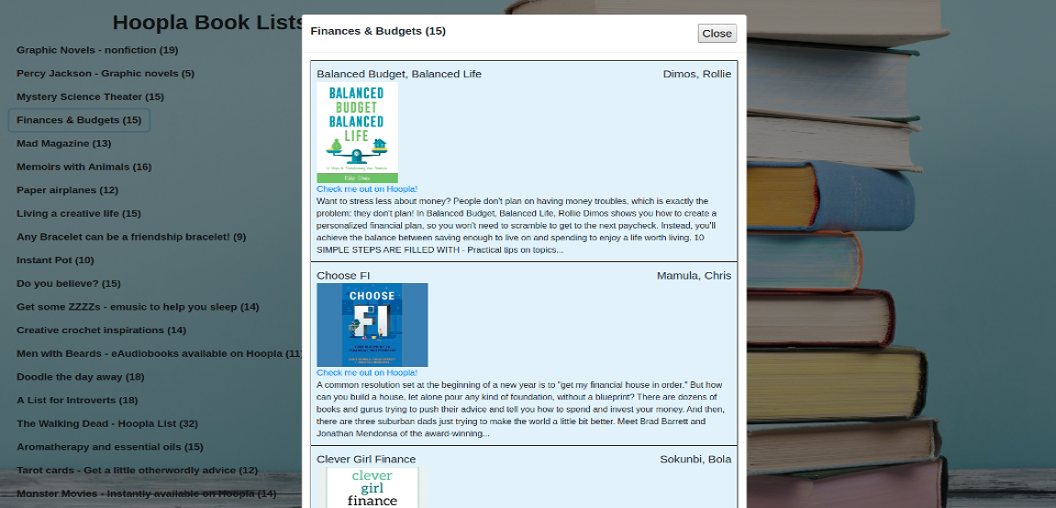 Hoopla Book Lists
Graphic Novels - nonfiction (19)
Percy Jackson - Graphic novels (5)
Mystery Science Theater (15)
Finances & Budgets (15)
Mad Magazine (13)
Memoirs with Animals (16)
Paper airplanes (12)
Living a creative life (15)
Any Bracelet can be a friendship bracelet! (9)
Instant Pot (10)
Do you believe? (15)
Get some ZZZZs - emusic to help you sleep (14)
Creative crochet inspirations (14)
Men with Beards - eAudiobooks available on Hoopla (11
Doodle the day away (18)
A List for Introverts (18)
The Walking Dead - Hoopla List (32)
Aromatherapy and essential oils (15)
Tarot cards - Get a little otherwordly advice (12)
Monster Movies - Instantly available on Hoopla (14)
Finances & Budgets (15)
Close
Balanced Budget, Balanced Life Dimos, Rollie
BALANCED
BUDGET
BALANCED
LIFE
Check me out on Hoopla!
Want to stress less about money? People don't plan on having money troubles, which is exactly the
problem: they don't plan! In Balanced Budget, Balanced Life, Rollie Dimos shows you how to create a
personalized financial plan, so you won't need to scramble to get to the next paycheck. Instead, you'll
achieve the balance between saving enough to live on and spending to enjoy a life worth living. 10
SIMPLE STEPS ARE FILLED WITH - Practical tips on topics...
Choose FI Mamula, Chris
CHOOSE
FI
Check me out on Hoopla!
A common resolution set at the beginning of a new year is to "get my financial house in order." But how
can you build a house, let alone pour any kind of foundation, without a blueprint? There are dozens of
books and gurus trying to push their advice and tell you how to spend and invest your money. And then,
there are three suburban dads just trying to make the world a little bit better. Meet Brad Barrett and
Jonathan Mendonsa of the award-winning...
Clever Girl Finance Sokunbi, Bola
clever
girl
finance